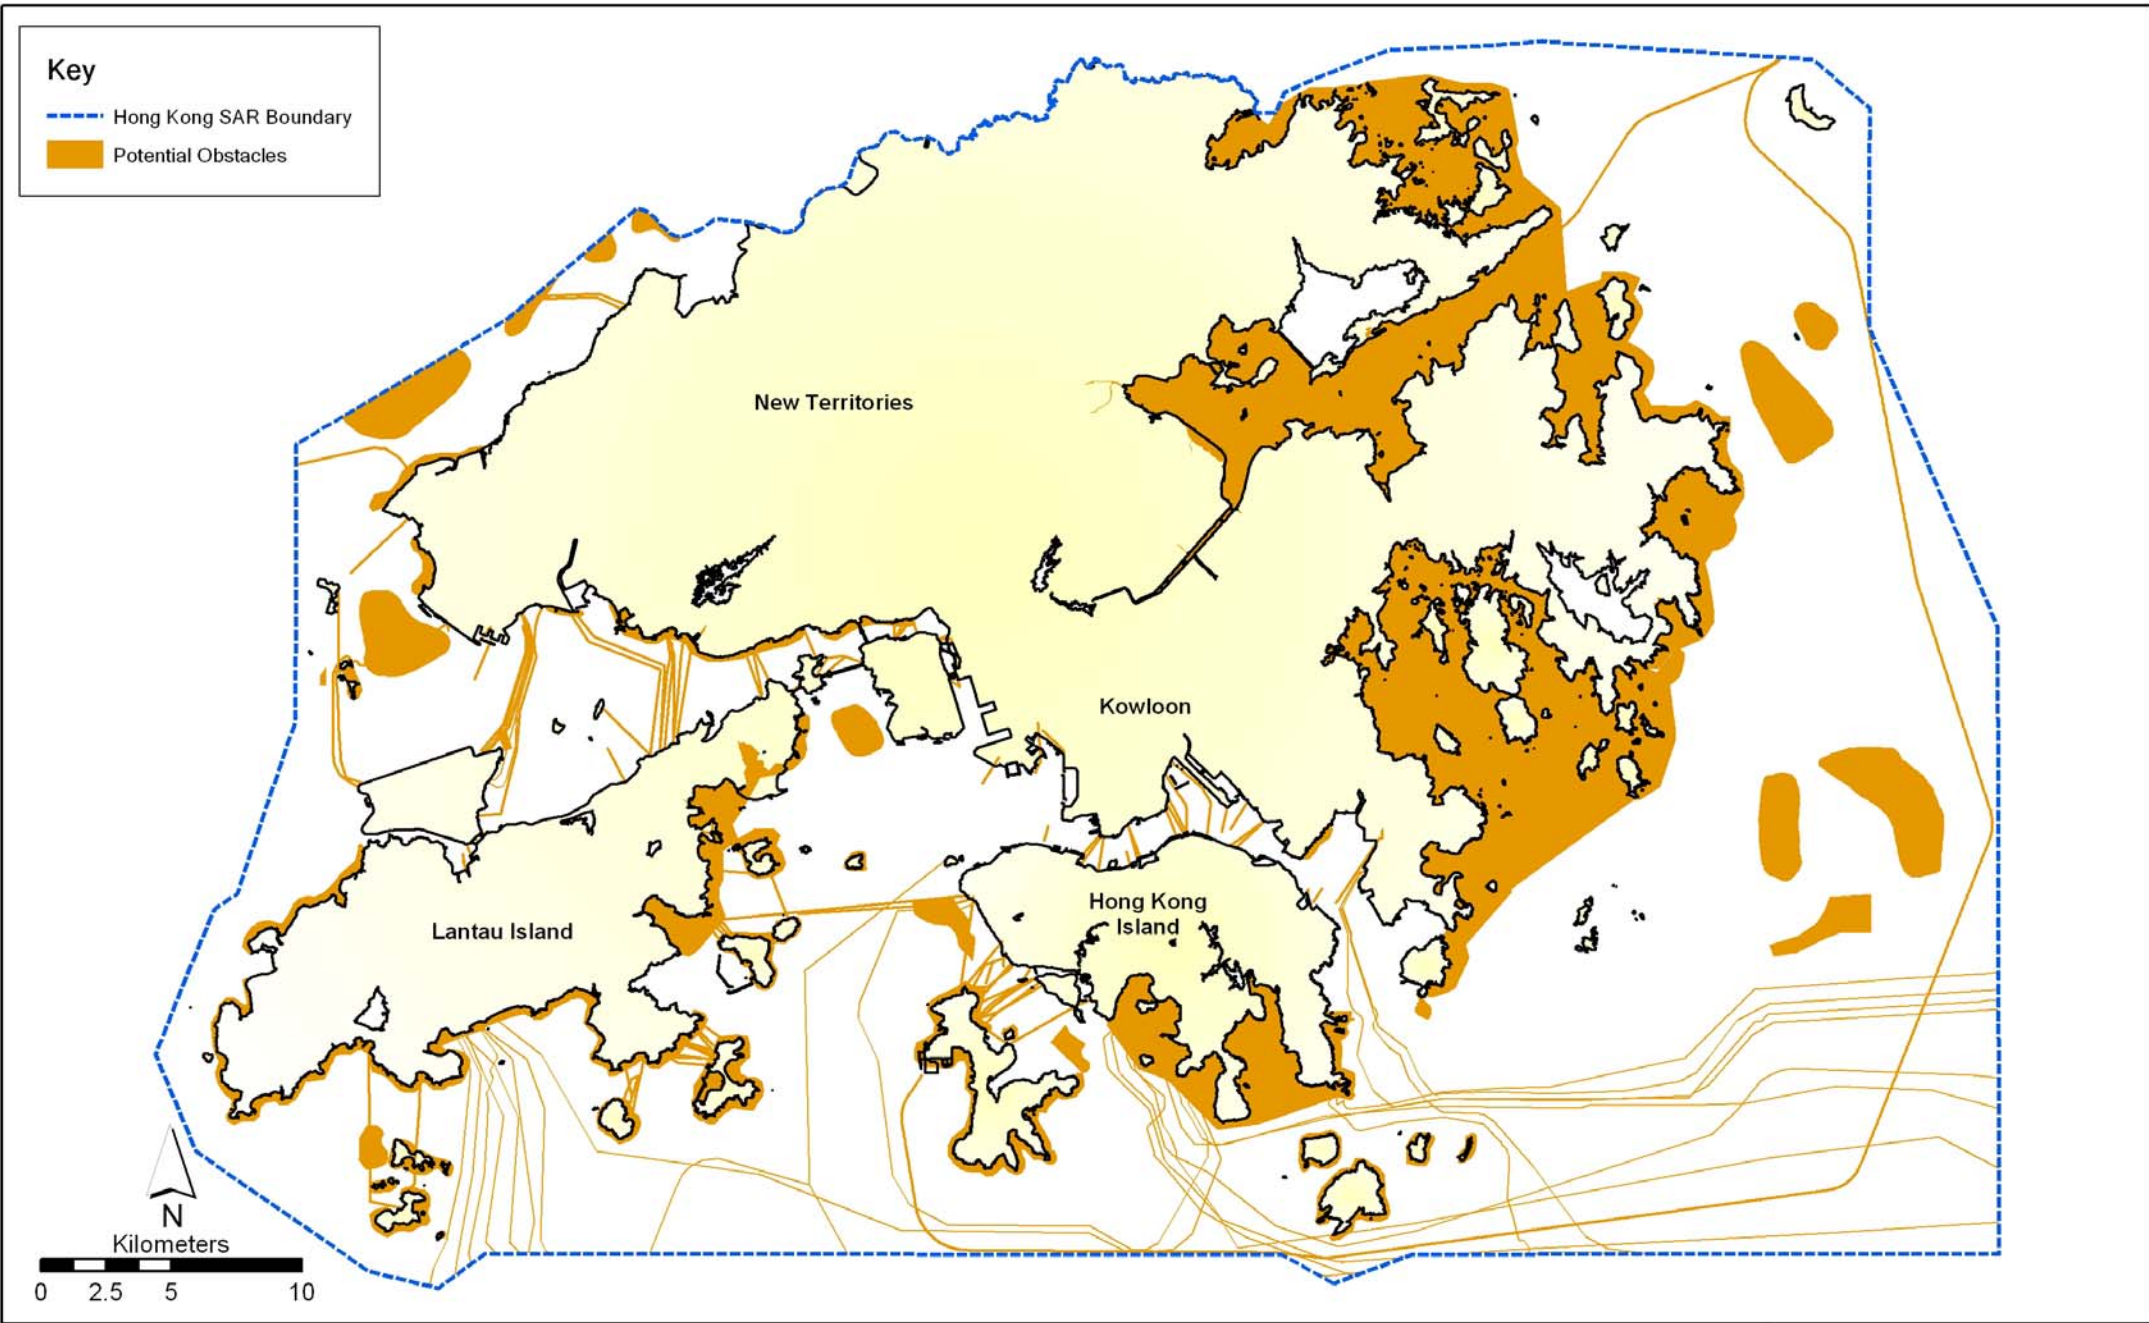 Key
Hong Kong SAR Boundary
Potential Obstacles
New Territories
Kowloon
Hong Kong
Island
Lantau Island
N
Kilometers
0 2.5 5 10